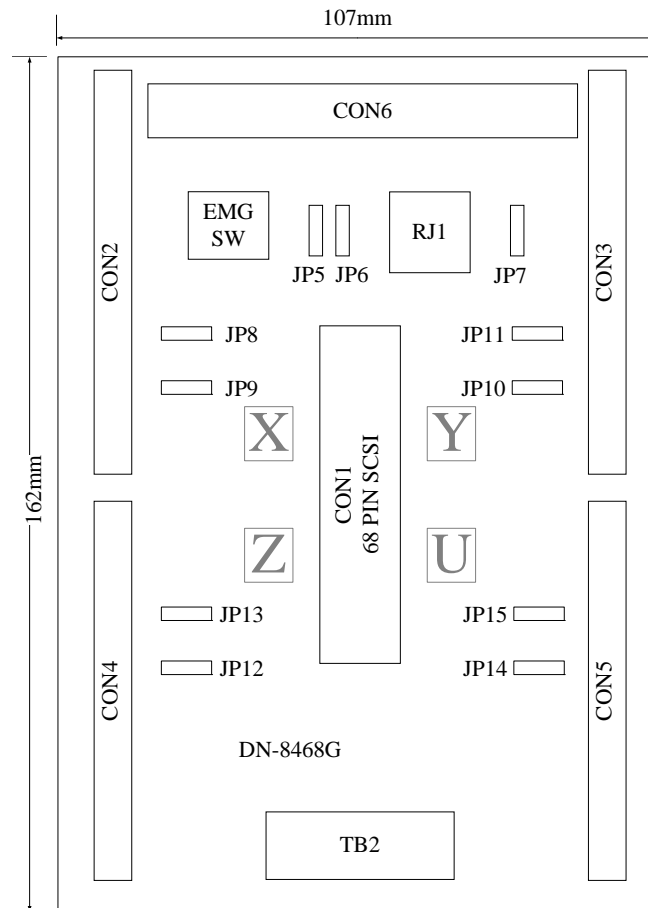 107mm
CON6
EMG
SW
RJ1
JP5
JP6
JP7
CON2
CON3
JP8
JP11
JP9
JP10
X
Y
162mm
CON1
68 PIN SCSI
Z
U
JP13
JP15
JP12
JP14
CON4
CON5
DN-8468G
TB2